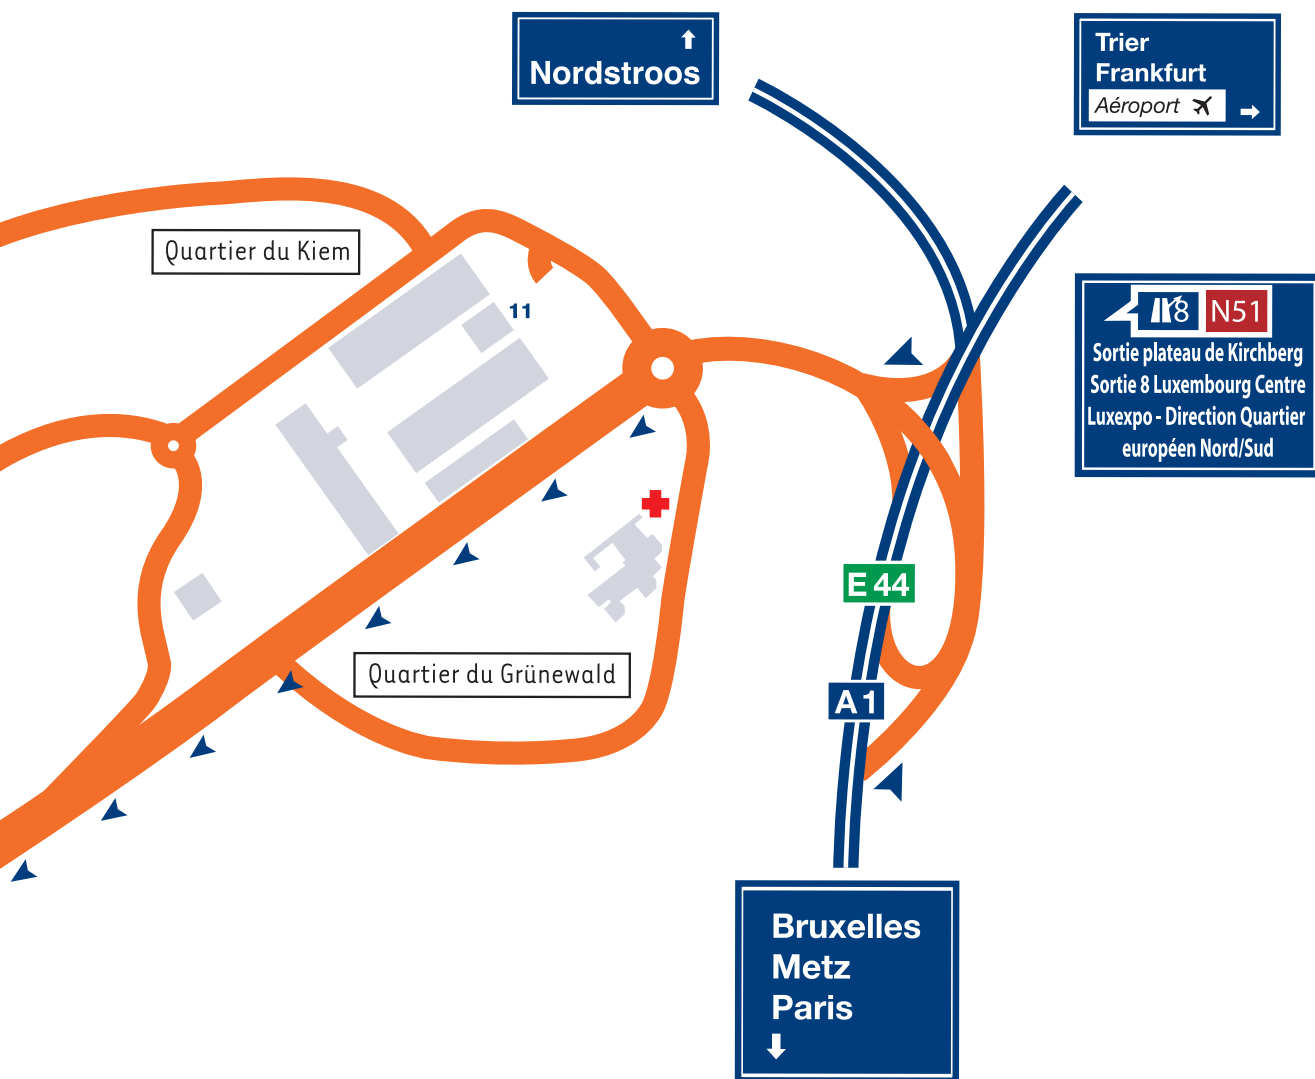 Nordstroos
Trier
Frankfurt
Aéroport
Quartier du Kiem
11
8 N51
Sortie plateau de Kirchberg
Sortie 8 Luxembourg Centre
Luxexpo - Direction Quartier
européen Nord/Sud
E 44
Quartier du Grünewald
A 1
Bruxelles
Metz
Paris